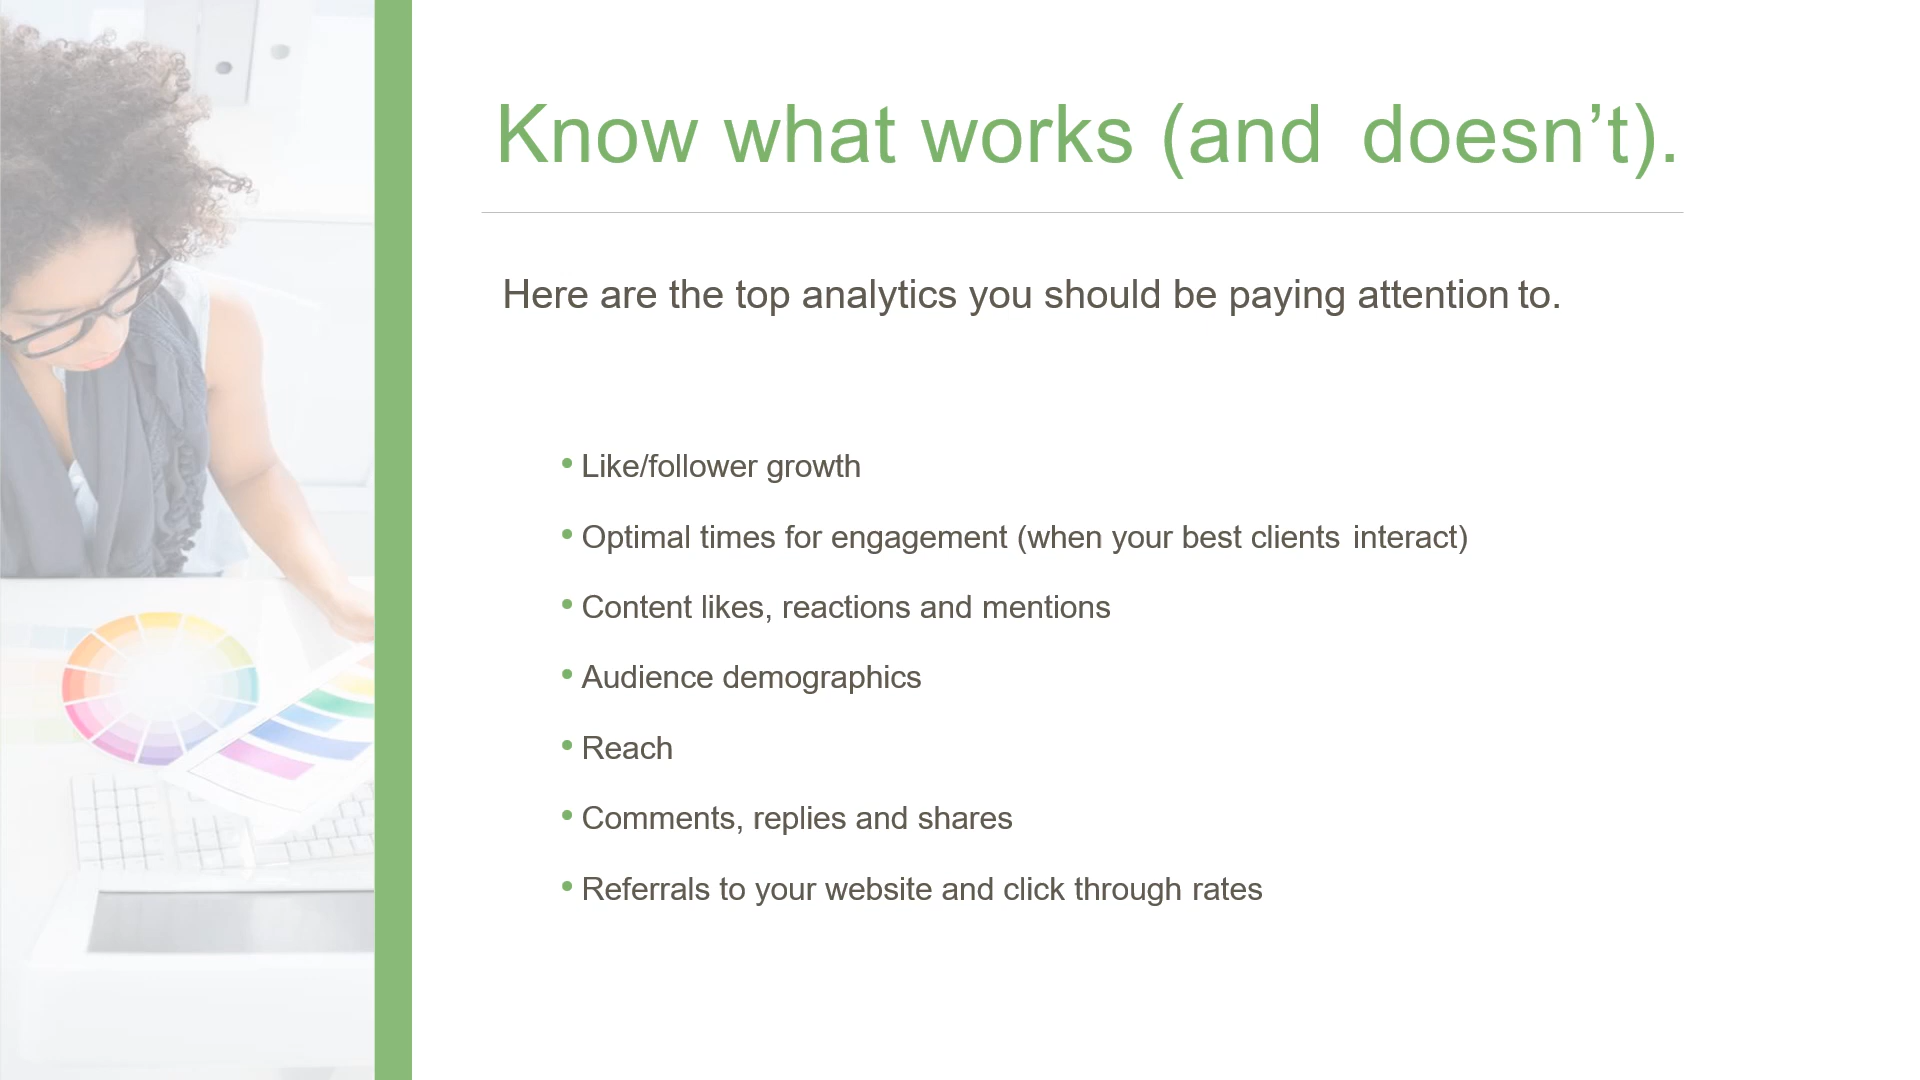 Know what works (and doesn’t).
Here are the top analytics you should be paying attention to.
• Like/follower growth
• Optimal times for engagement (when your best clients interact)
• Content likes, reactions and mentions
• Audience demographics
• Reach
• Comments, replies and shares
• Referrals to your website and click through rates